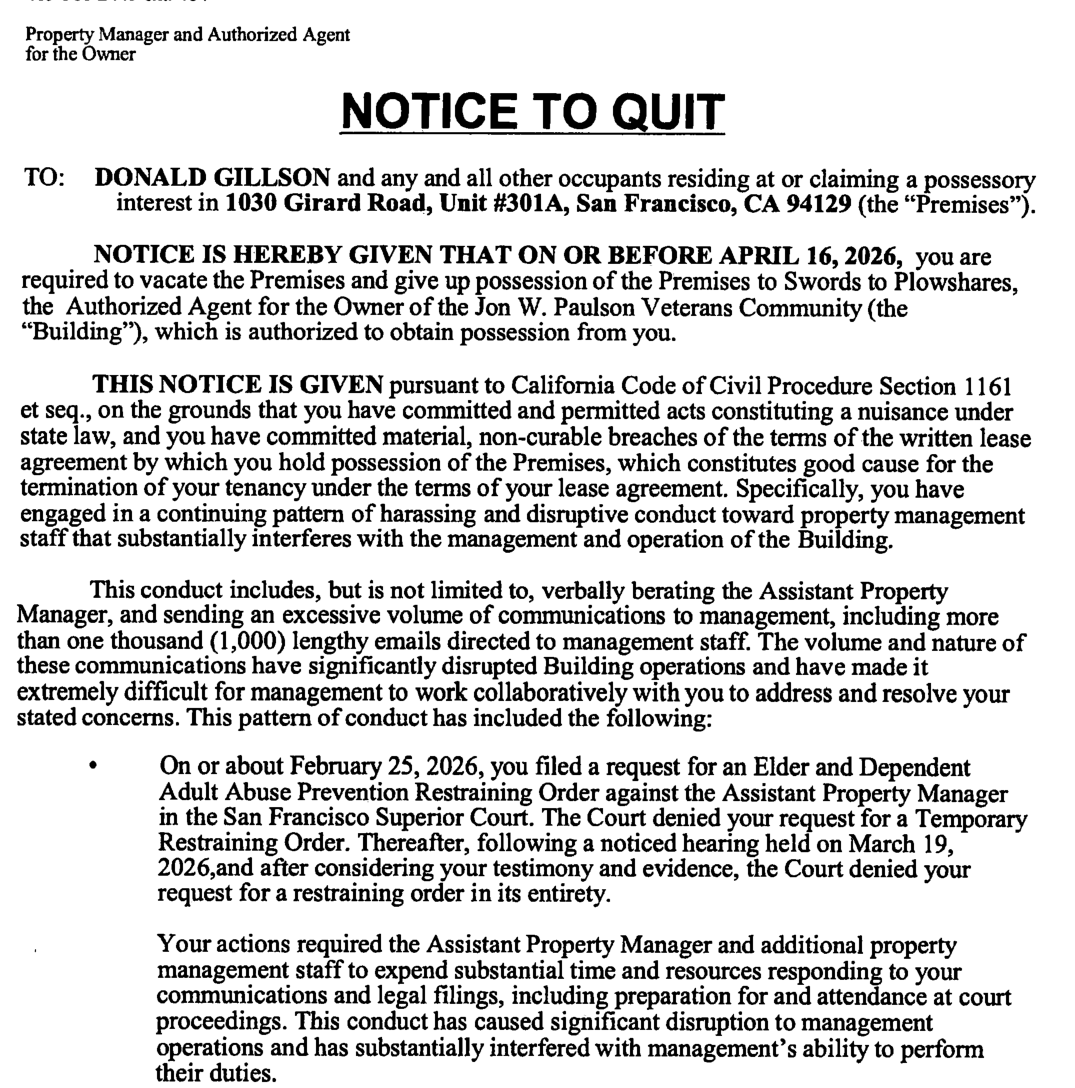 Property Manager and Authorized Agent
for the Owner
NOTICE TO QUIT
TO: DONALD GILLSON and any and all other occupants residing at or claiming a possessory
interest in 1030 Girard Road, Unit #301A, San Francisco, CA 94129 (the “Premises”).
NOTICE IS HEREBY GIVEN THAT ON OR BEFORE APRIL 16, 2026, you are
required to vacate the Premises and give up possession of the Premises to Swords to Plowshares,
the Authorized Agent for the Owner of the Jon W. Paulson Veterans Community (the
“Building”), which is authorized to obtain possession from you.
THIS NOTICE IS GIVEN pursuant to California Code of Civil Procedure Section 1161
et seq., on the grounds that you have committed and permitted acts constituting a nuisance under
state law, and you have committed material, non-curable breaches of the terms of the written lease
agreement by which you hold possession of the Premises, which constitutes good cause for the
termination of your tenancy under the terms of your lease agreement. Specifically, you have
engaged in a continuing pattern of harassing and disruptive conduct toward property management
staff that substantially interferes with the management and operation of the Building.
This conduct includes, but is not limited to, verbally berating the Assistant Property
Manager, and sending an excessive volume of communications to management, including more
than one thousand (1,000) lengthy emails directed to management staff. The volume and nature of
these communications have significantly disrupted Building operations and have made it
extremely difficult for management to work collaboratively with you to address and resolve your
stated concerns. This pattern of conduct has included the following:
• On or about February 25, 2026, you filed a request for an Elder and Dependent
Adult Abuse Prevention Restraining Order against the Assistant Property Manager
in the San Francisco Superior Court. The Court denied your request for a Temporary
Restraining Order. Thereafter, following a noticed hearing held on March 19,
2026,and after considering your testimony and evidence, the Court denied your
request for a restraining order in its entirety.
Your actions required the Assistant Property Manager and additional property
management staff to expend substantial time and resources responding to your
communications and legal filings, including preparation for and attendance at court
proceedings. This conduct has caused significant disruption to management
operations and has substantially interfered with management’s ability to perform
their duties.